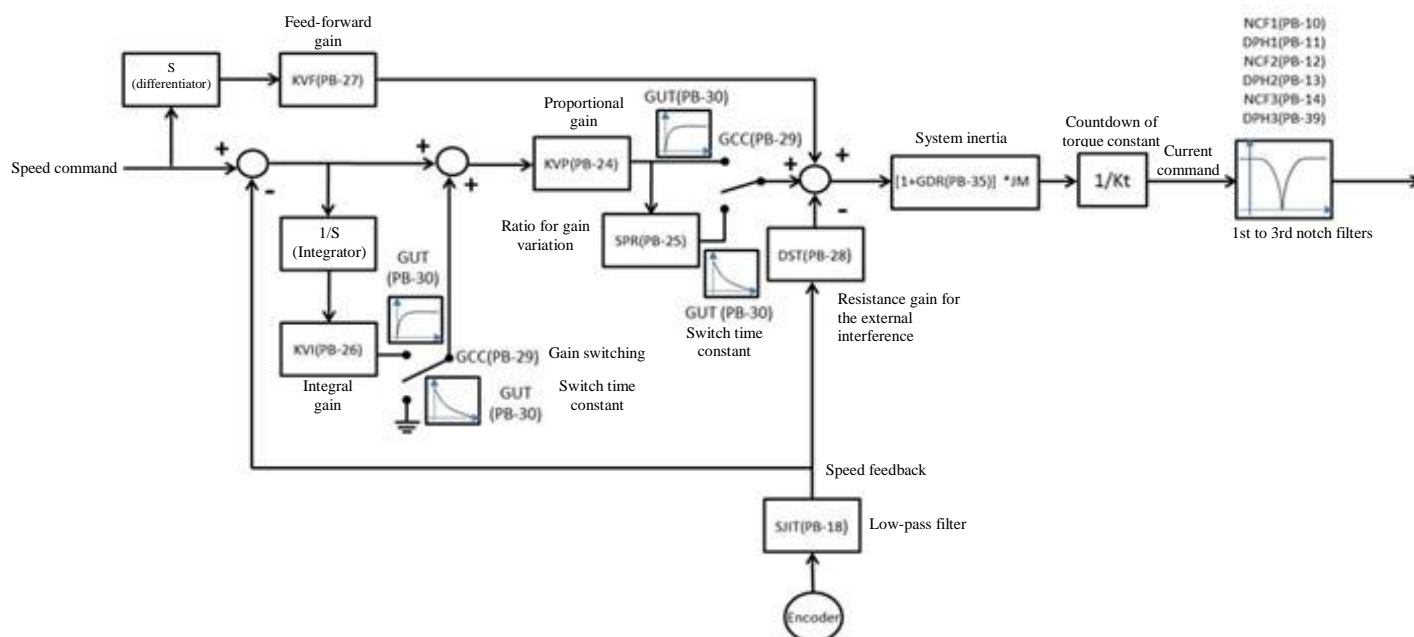 Feed-forward
gain
S
(differentiator)
KVF(PB-27)
NCF1(PB-10)
DPH1(PB-11)
NCF2(PB-12)
DPH2(PB-13)
NCF3(PB-14)
DPH3(PB-39)
Speed command
+
-
+
+
Proportional
gain
KVP(PB-24)
GUT(PB-30)
GCC(PB-29)
+
+
-
System inertia
[1+GDR(PB-35)] *JM
Countdown of
torque constant
1/Kt
Current
command
1st to 3rd notch filters
1/S
(Integrator)
Ratio for gain
variation
SPR(PB-25)
GUT (PB-30)
Switch time
constant
DST(PB-28)
Resistance gain for
the external
interference
GUT
(PB-30)
KVI(PB-26)
Integral
gain
GCC(PB-29)
Gain switching
GUT
(PB-30)
Switch time
constant
Speed feedback
SJIT(PB-18)
Low-pass filter
Encoder